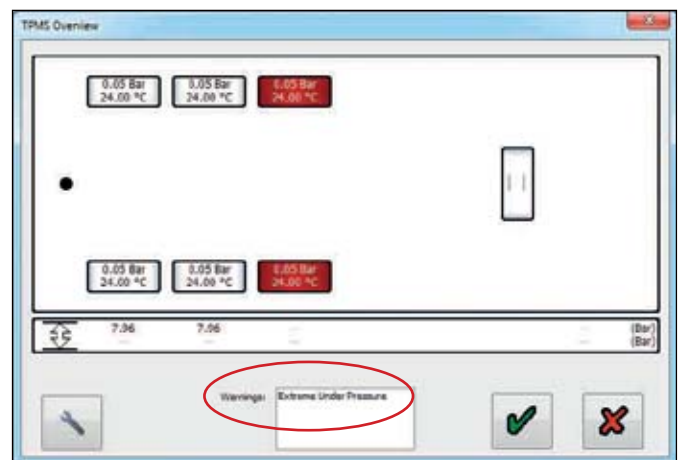 TPMS Overview
0.05 Bar 0.05 Bar 0.05 Bar
24.00 °C 24.00 °C 24.00 °C
0.05 Bar 0.05 Bar 0.05 Bar
24.00 °C 24.00 °C 24.00 °C
7.96 7.96 (Bar)
(Bar)
Warnings: Extreme Under Pressure